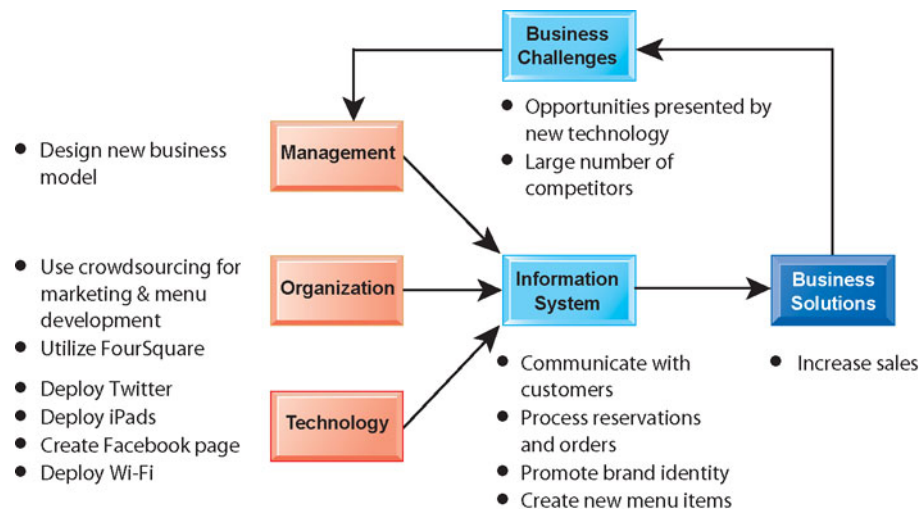 Business
Challenges
• Opportunities presented by
new technology
• Large number of
competitors
Management
• Design new business
model
Organization
• Use crowdsourcing for
marketing & menu
development
• Utilize FourSquare
Technology
• Deploy Twitter
• Deploy iPads
• Create Facebook page
• Deploy Wi-Fi
Information
System
• Communicate with
customers
• Process reservations
and orders
• Promote brand identity
• Create new menu items
Business
Solutions
• Increase sales